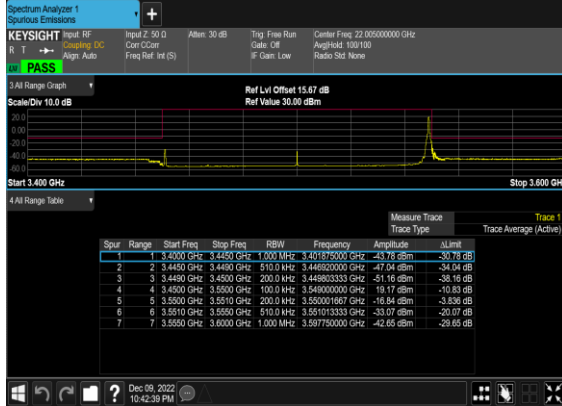 Spectrum Analyzer 1
Spurious Emissions
+
KEYSIGHT Input: RF Input Z: 50 Ω Atten: 30 dB Trig: Free Run Center Freq: 22.005000000 GHz
R T Coupling: DC Corr CCorr Gate: Off Avg|Hold: 100/100
Align: Auto Freq Ref: Int (S) IF Gain: Low Radio Std: None
PASS
3 All Range Graph
Ref Lvl Offset 15.67 dB
Scale/Div 10.0 dB Ref Value 30.00 dBm
20.0
0.00
-20.0
-40.0
-60.0
Start 3.400 GHz Stop 3.600 GH
4 All Range Table
Measure Trace Trace 1
Trace Type Trace Average (Active)
Spur Range Start Freq Stop Freq RBW Frequency Amplitude ΔLimit
1 1 3.4000 GHz 3.4450 GHz 1.000 MHz 3.401875000 GHz -43.78 dBm -30.78 dB
2 2 3.4450 GHz 3.4490 GHz 510.0 kHz 3.446920000 GHz -47.04 dBm -34.04 dB
3 3 3.4490 GHz 3.4500 GHz 200.0 kHz 3.449803333 GHz -51.16 dBm -38.16 dB
4 4 3.4500 GHz 3.5500 GHz 100.0 kHz 3.549000000 GHz 19.17 dBm -10.83 dB
5 5 3.5500 GHz 3.5510 GHz 200.0 kHz 3.550001667 GHz -16.84 dBm -3.836 dB
6 6 3.5510 GHz 3.5550 GHz 510.0 kHz 3.551013333 GHz -33.07 dBm -20.07 dB
7 7 3.5550 GHz 3.6000 GHz 1.000 MHz 3.597750000 GHz -42.65 dBm -29.65 dB
? Dec 09, 2022
10:42:39 PM